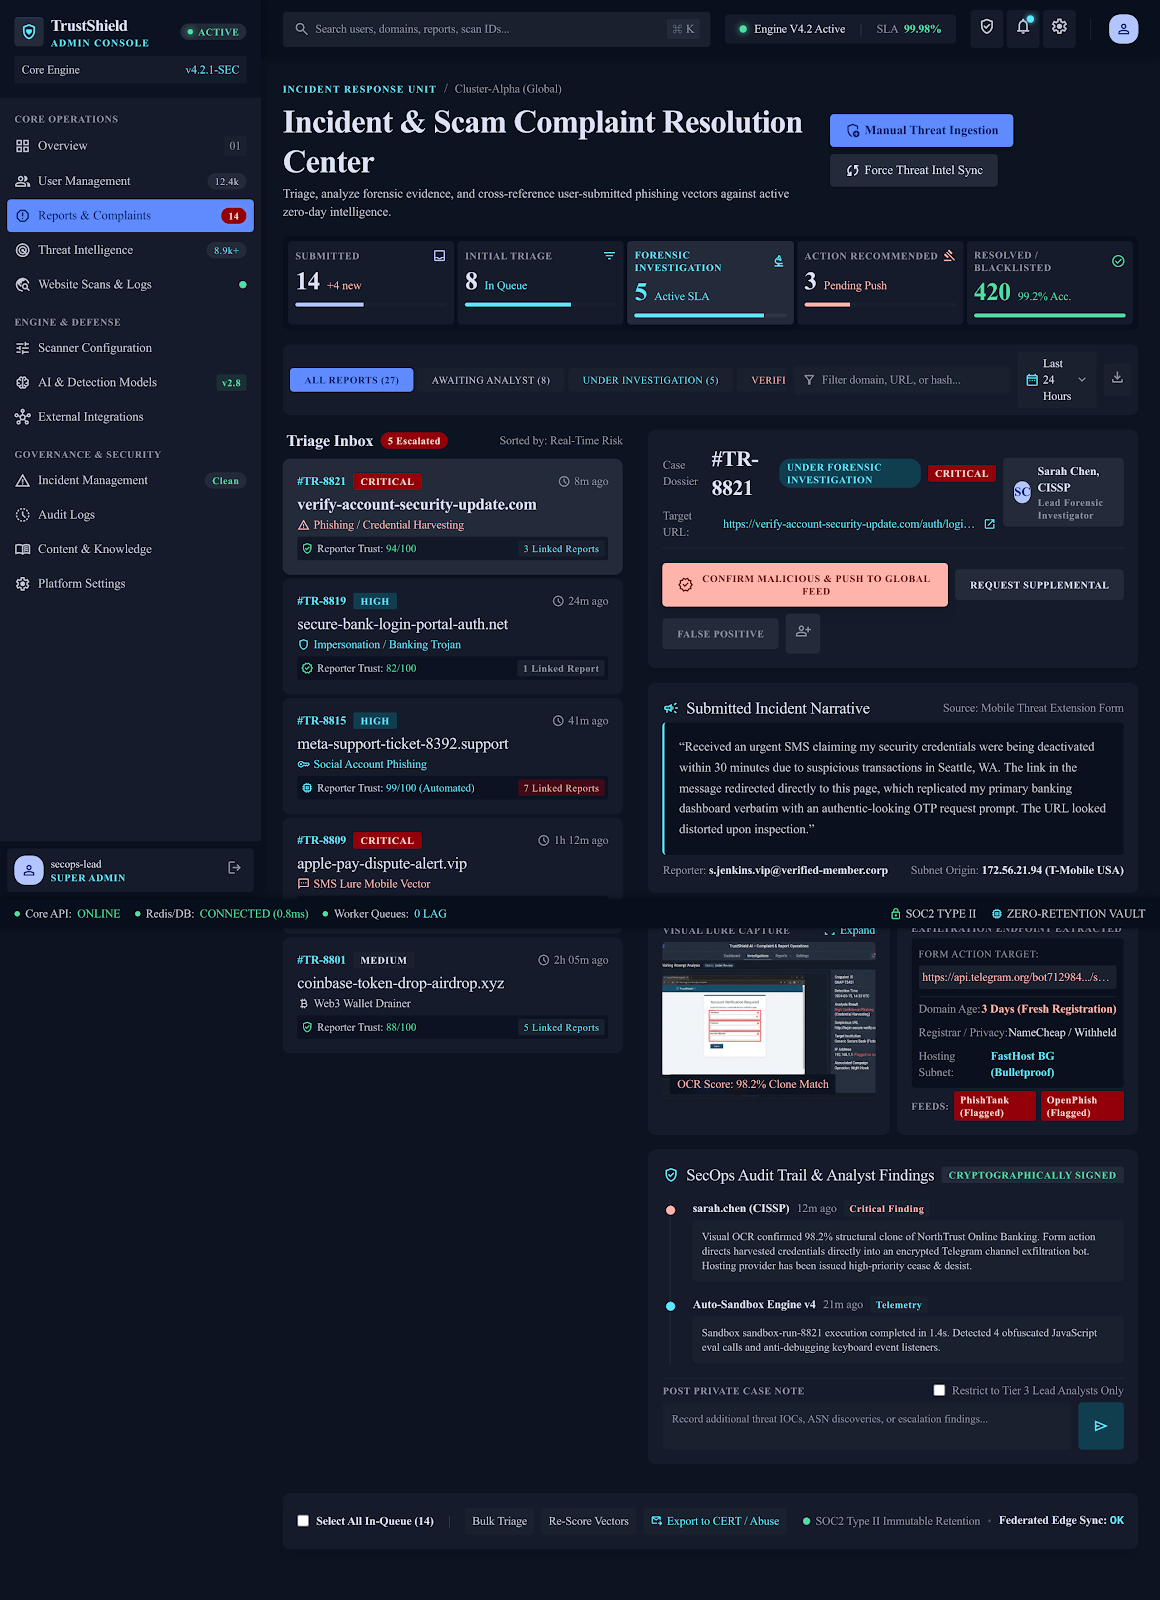 TrustShield
ADMIN CONSOLE
ACTIVE
Core Engine
v4.2.1-SEC
CORE OPERATIONS
Overview
01
User Management
12.4k
Reports & Complaints
14
Threat Intelligence
8.9k+
Website Scans & Logs
ENGINE & DEFENSE
Scanner Configuration
AI & Detection Models
v2.8
External Integrations
GOVERNANCE & SECURITY
Incident Management
Clean
Audit Logs
Content & Knowledge
Platform Settings
secops-lead
SUPER ADMIN
Search users, domains, reports, scan IDs...
⌘ K
Engine V4.2 Active
SLA 99.98%
INCIDENT RESPONSE UNIT / Cluster-Alpha (Global)
Incident & Scam Complaint Resolution
Center
Triage, analyze forensic evidence, and cross-reference user-submitted phishing vectors against active
zero-day intelligence.
Manual Threat Ingestion
Force Threat Intel Sync
SUBMITTED
14 +4 new
INITIAL TRIAGE
8 In Queue
FORENSIC
INVESTIGATION
5 Active SLA
ACTION RECOMMENDED
3 Pending Push
RESOLVED /
BLACKLISTED
420 99.2% Acc.
ALL REPORTS (27)
AWAITING ANALYST (8)
UNDER INVESTIGATION (5)
VERIFI
Filter domain, URL, or hash...
Last
24
Hours
Triage Inbox
5 Escalated
Sorted by: Real-Time Risk
#TR-8821 CRITICAL 8m ago
verify-account-security-update.com
Phishing / Credential Harvesting
Reporter Trust: 94/100
3 Linked Reports
#TR-8819 HIGH 24m ago
secure-bank-login-portal-auth.net
Impersonation / Banking Trojan
Reporter Trust: 82/100
1 Linked Report
#TR-8815 HIGH 41m ago
meta-support-ticket-8392.support
Social Account Phishing
Reporter Trust: 99/100 (Automated)
7 Linked Reports
#TR-8809 CRITICAL 1h 12m ago
apple-pay-dispute-alert.vip
SMS Lure Mobile Vector
#TR-8801 MEDIUM 2h 05m ago
coinbase-token-drop-airdrop.xyz
Web3 Wallet Drainer
Reporter Trust: 88/100
5 Linked Reports
Case
Dossier
#TR-
8821
UNDER FORENSIC
INVESTIGATION
CRITICAL
SC
Sarah Chen,
CISSP
Lead Forensic
Investigator
Target
URL:
https://verify-account-security-update.com/auth/logi...
CONFIRM MALICIOUS & PUSH TO GLOBAL
FEED
REQUEST SUPPLEMENTAL
FALSE POSITIVE
Submitted Incident Narrative
Source: Mobile Threat Extension Form
“Received an urgent SMS claiming my security credentials were being deactivated
within 30 minutes due to suspicious transactions in Seattle, WA. The link in the
message redirected directly to this page, which replicated my primary banking
dashboard verbatim with an authentic-looking OTP request prompt. The URL looked
distorted upon inspection.”
Reporter: s.jenkins.vip@verified-member.corp
Subnet Origin: 172.56.21.94 (T-Mobile USA)
Core API: ONLINE
Redis/DB: CONNECTED (0.8ms)
Worker Queues: 0 LAG
SOC2 TYPE II
ZERO-RETENTION VAULT
VISUAL LURE CAPTURE
Expand
TrustShield AI – Complaint & Report Operations
Account Verification Required
OCR Score: 98.2% Clone Match
EXFILTRATION ENDPOINT EXTRACTED
FORM ACTION TARGET:
https://api.telegram.org/bot712984.../s...
Domain Age: 3 Days (Fresh Registration)
Registrar / Privacy: NameCheap / Withheld
Hosting
Subnet:
FastHost BG
(Bulletproof)
FEEDS:
PhishTank
(Flagged)
OpenPhish
(Flagged)
SecOps Audit Trail & Analyst Findings
CRYPTOGRAPHICALLY SIGNED
sarah.chen (CISSP) 12m ago Critical Finding
Visual OCR confirmed 98.2% structural clone of NorthTrust Online Banking. Form action
directs harvested credentials directly into an encrypted Telegram channel exfiltration bot.
Hosting provider has been issued high-priority cease & desist.
Auto-Sandbox Engine v4 21m ago Telemetry
Sandbox sandbox-run-8821 execution completed in 1.4s. Detected 4 obfuscated JavaScript
eval calls and anti-debugging keyboard event listeners.
POST PRIVATE CASE NOTE
Restrict to Tier 3 Lead Analysts Only
Record additional threat IOCs, ASN discoveries, or escalation findings...
Select All In-Queue (14)
Bulk Triage
Re-Score Vectors
Export to CERT / Abuse
SOC2 Type II Immutable Retention
Federated Edge Sync: OK